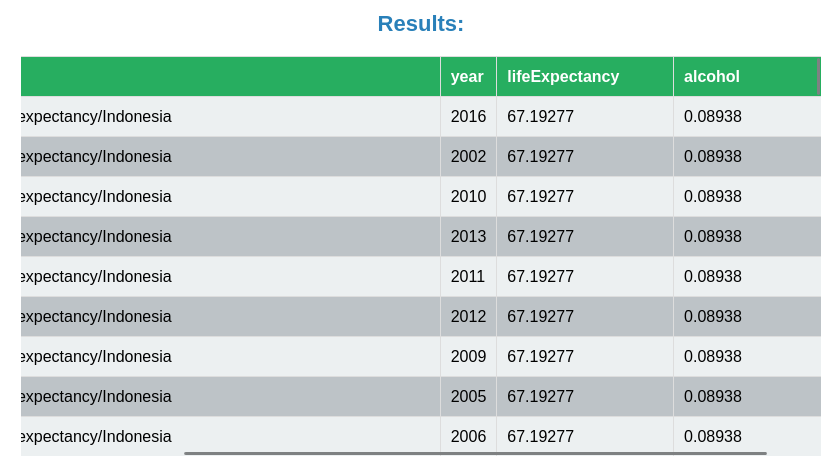 Results:
year lifeExpectancy alcohol
expectancy/Indonesia 2016 67.19277 0.08938
expectancy/Indonesia 2002 67.19277 0.08938
expectancy/Indonesia 2010 67.19277 0.08938
expectancy/Indonesia 2013 67.19277 0.08938
expectancy/Indonesia 2011 67.19277 0.08938
expectancy/Indonesia 2012 67.19277 0.08938
expectancy/Indonesia 2009 67.19277 0.08938
expectancy/Indonesia 2005 67.19277 0.08938
expectancy/Indonesia 2006 67.19277 0.08938